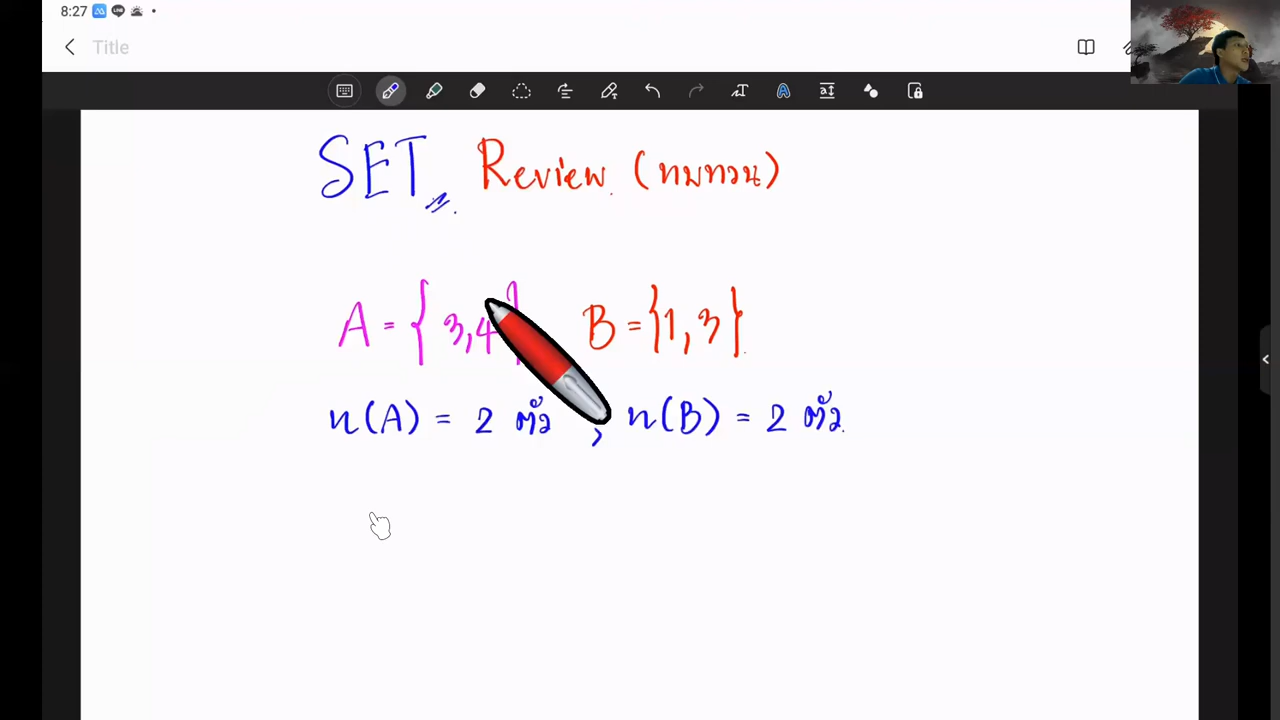 8:27
Title
SET Review (ทบทวน)
A = {3,4} B = {1,3}
n(A) = 2 ตัว , n(B) = 2 ตัว